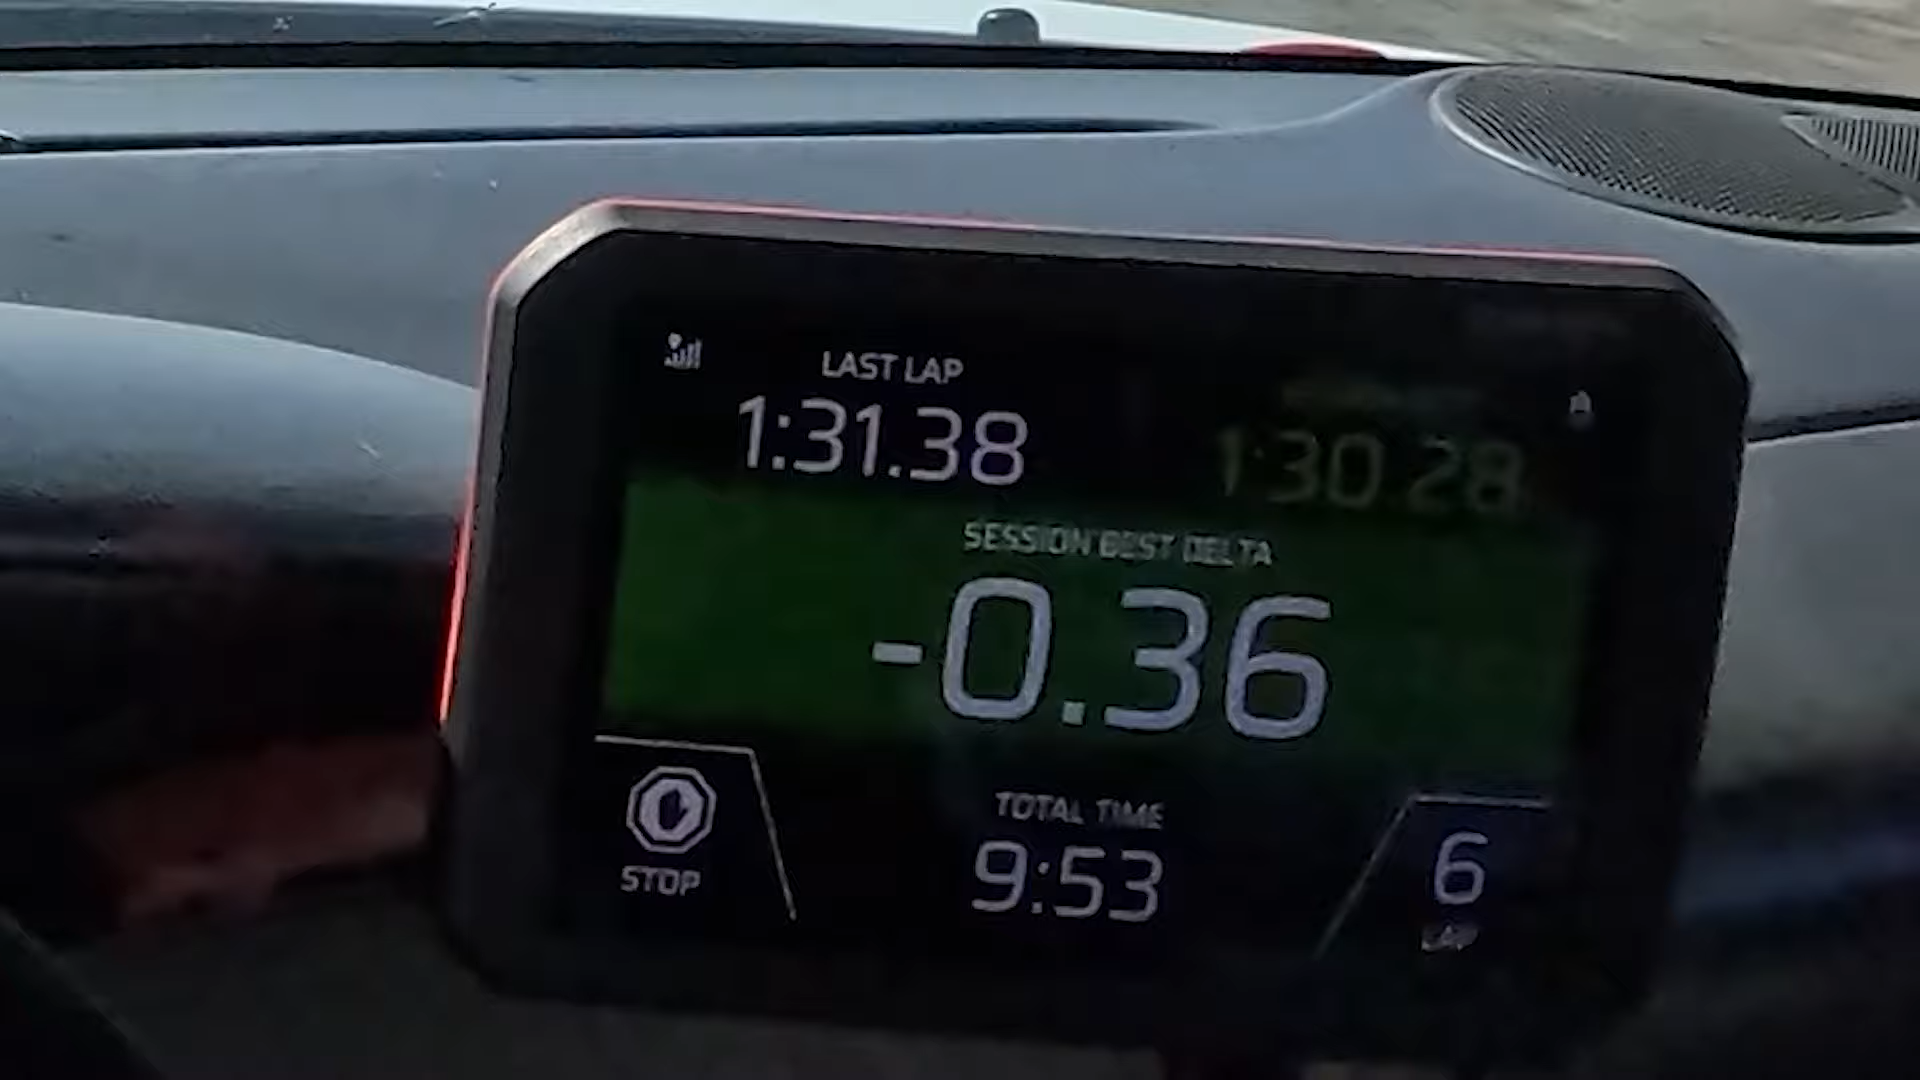 LAST LAP
1:31.38
1:30.28
SESSION BEST DELTA
-0.36
STOP
TOTAL TIME
9:53
6
LAP